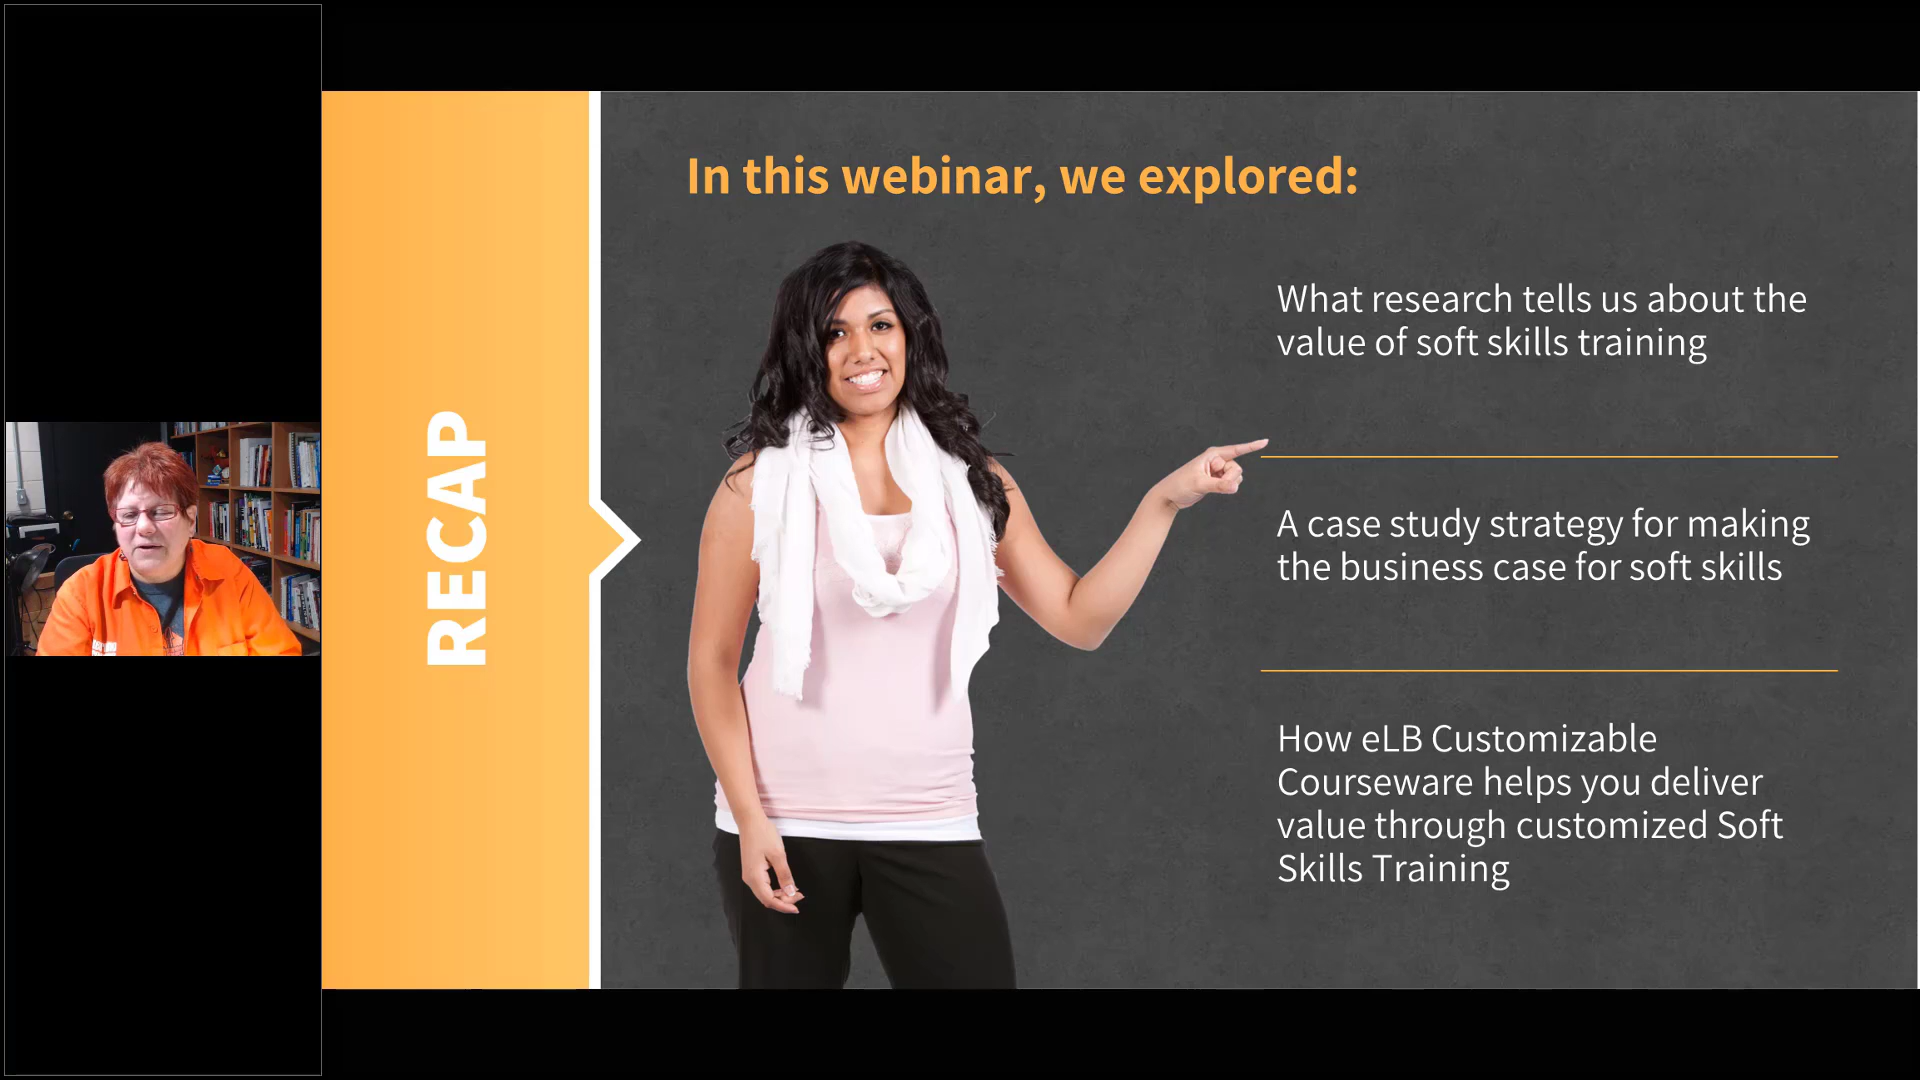 RECAP
In this webinar, we explored:
What research tells us about the
value of soft skills training
A case study strategy for making
the business case for soft skills
How eLB Customizable
Courseware helps you deliver
value through customized Soft
Skills Training